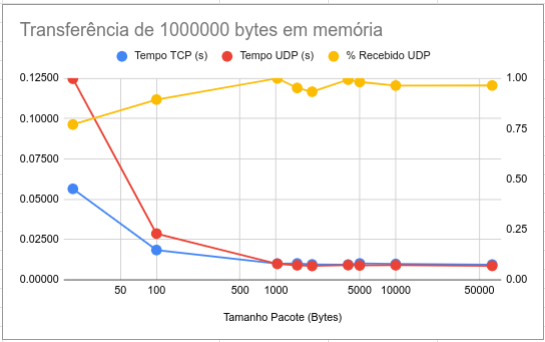 Transferência de 1000000 bytes em memória
Tempo TCP (s) Tempo UDP (s) % Recebido UDP
0.12500 1.00
0.10000
0.75
0.07500
0.50
0.05000
0.02500 0.25
0.00000 0.00
50 100 500 1000 5000 10000 50000
Tamanho Pacote (Bytes)